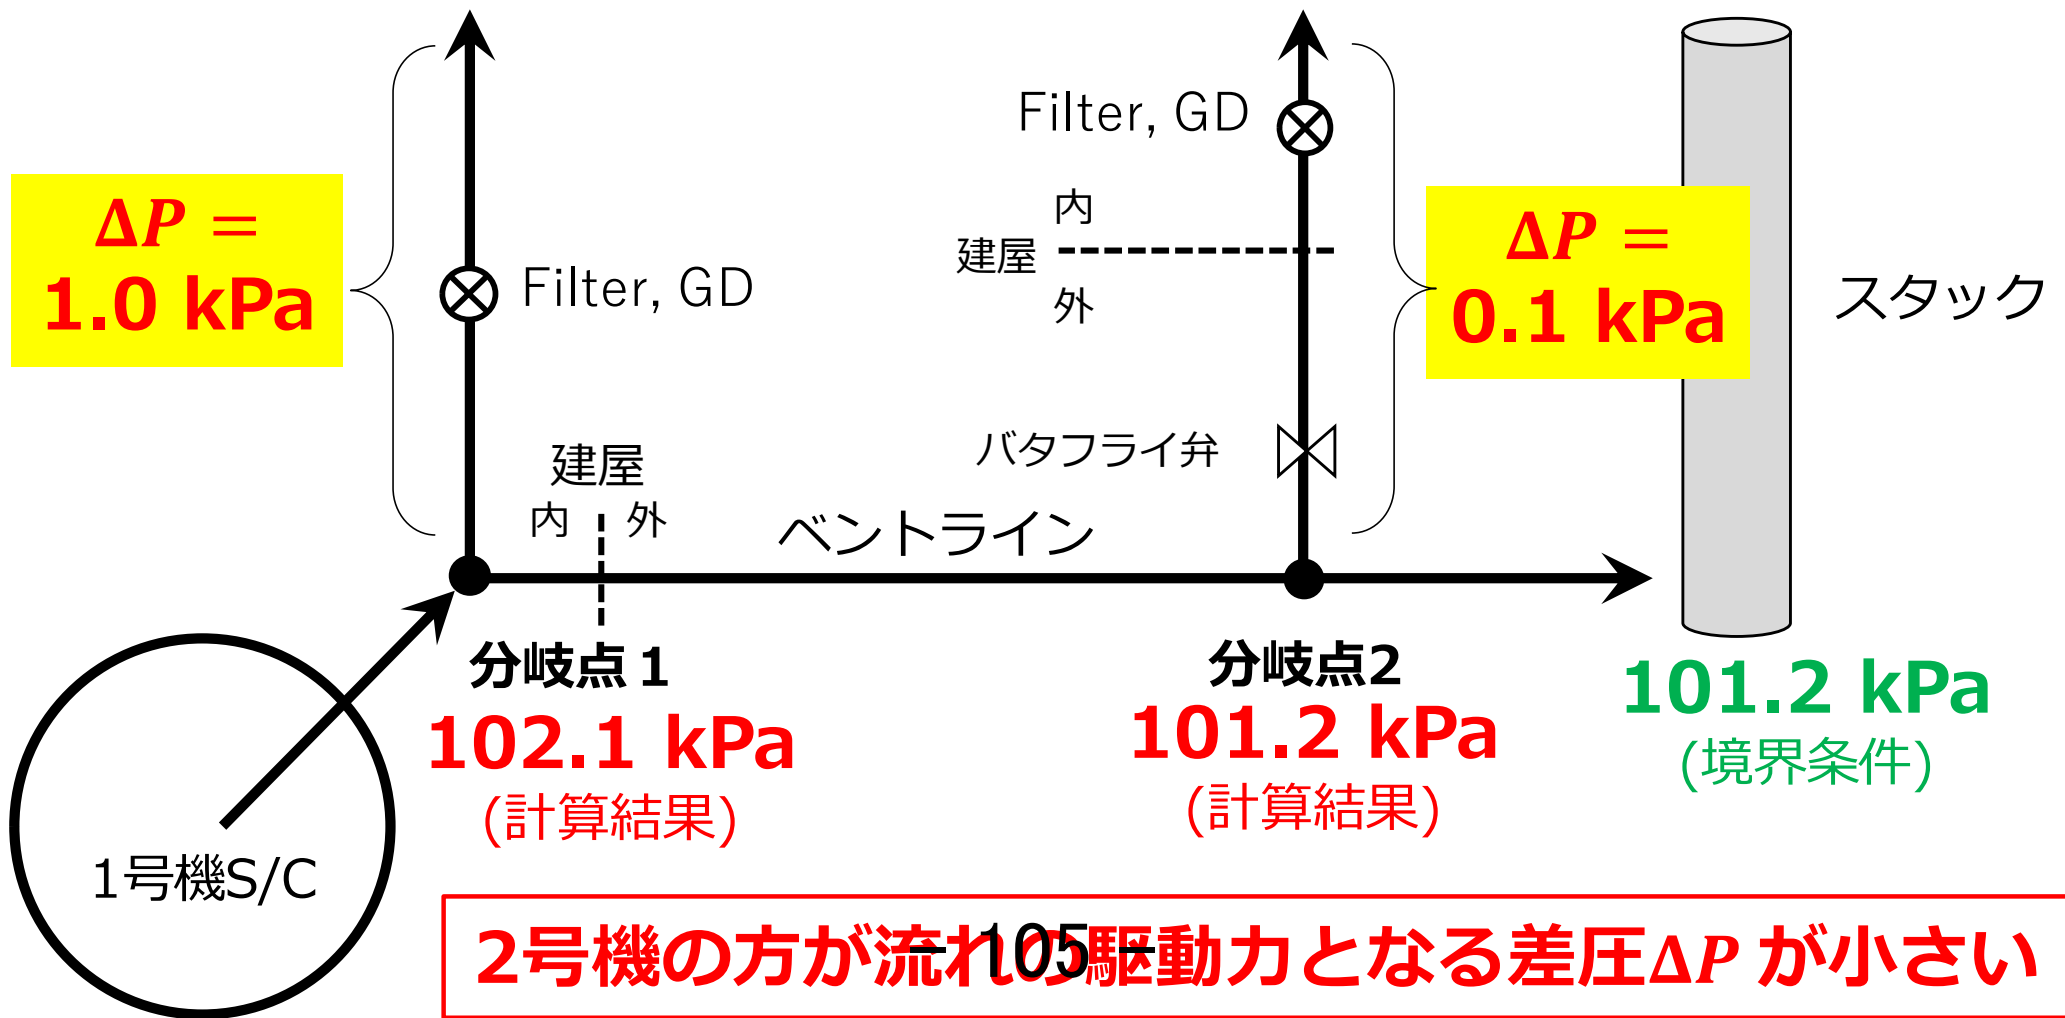 Filter, GD
ΔP =
1.0 kPa
Filter, GD
内
建屋
外
ΔP =
0.1 kPa
スタック
バタフライ弁
建屋
内 外
ベントライン
分岐点1
102.1 kPa
(計算結果)
分岐点2
101.2 kPa
(計算結果)
101.2 kPa
(境界条件)
1号機S/C
2号機の方が流れの駆動力となる差圧ΔP が小さい
- 105 -